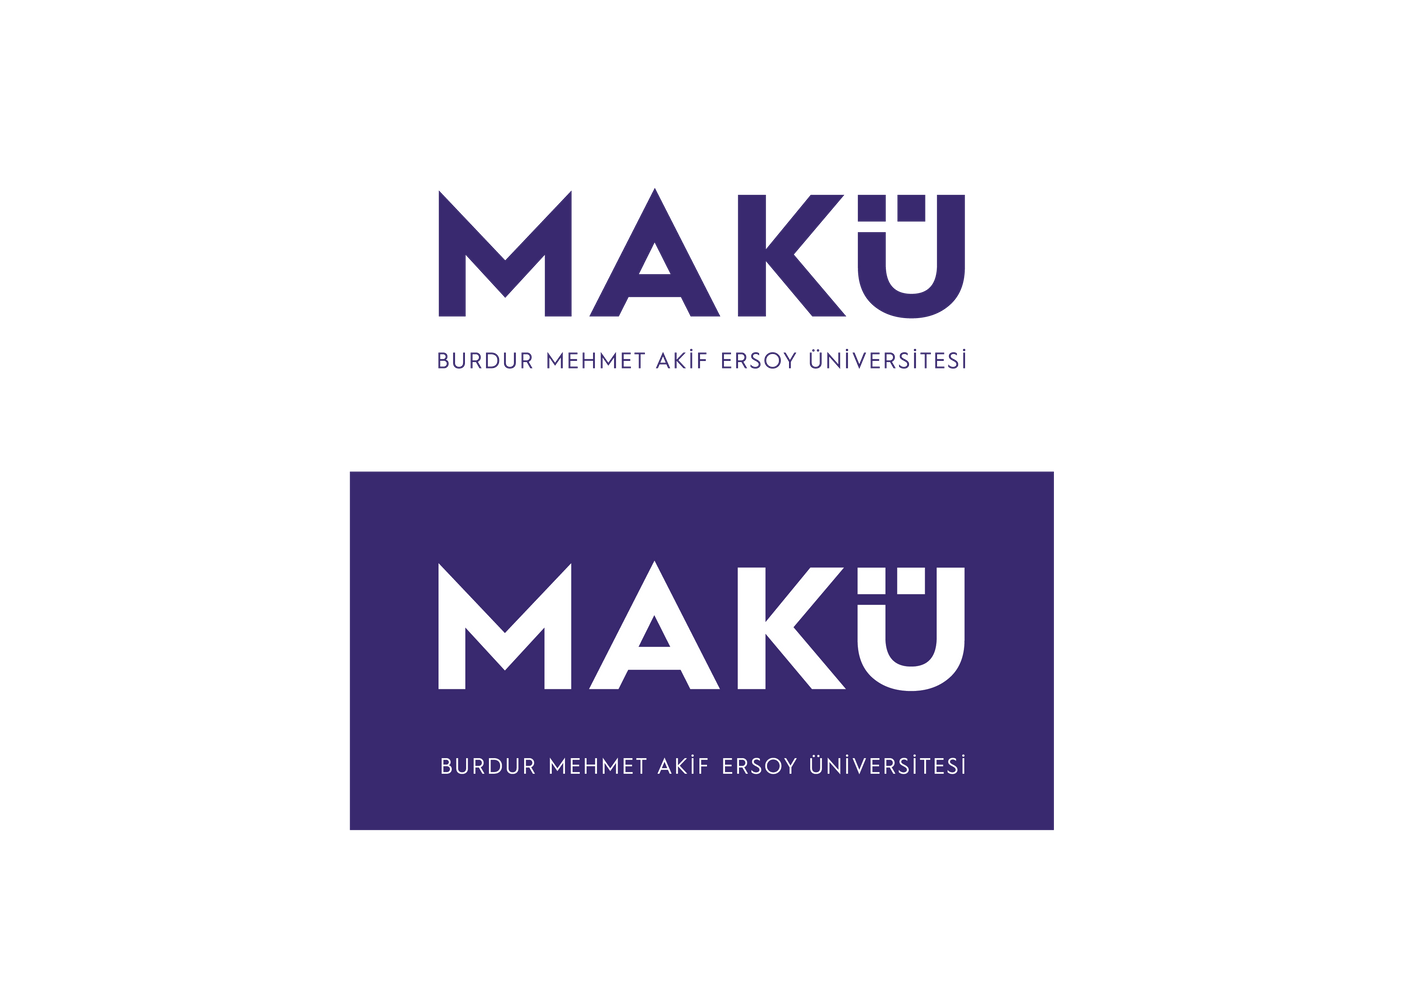 MAKÜ
BURDUR MEHMET AKİF ERSOY ÜNİVERSİTESİ
MAKÜ
BURDUR MEHMET AKİF ERSOY ÜNİVERSİTESİ